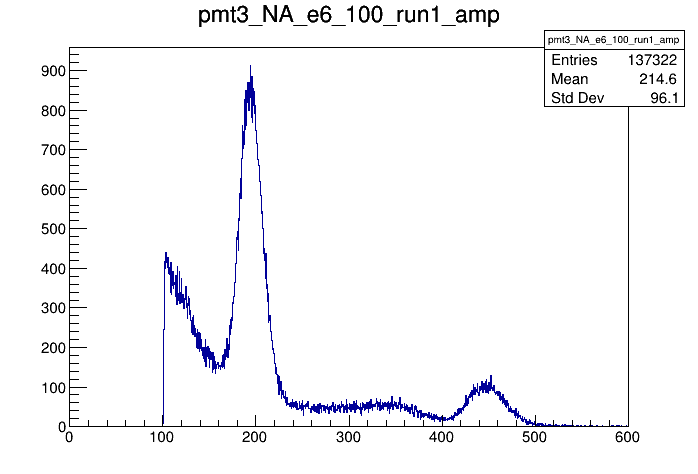 pmt3_NA_e6_100_run1_amp
pmt3_NA_e6_100_run1_amp
Entries 137322
Mean 214.6
Std Dev 96.1
900
800
700
600
500
400
300
200
100
0
0 100 200 300 400 500 600